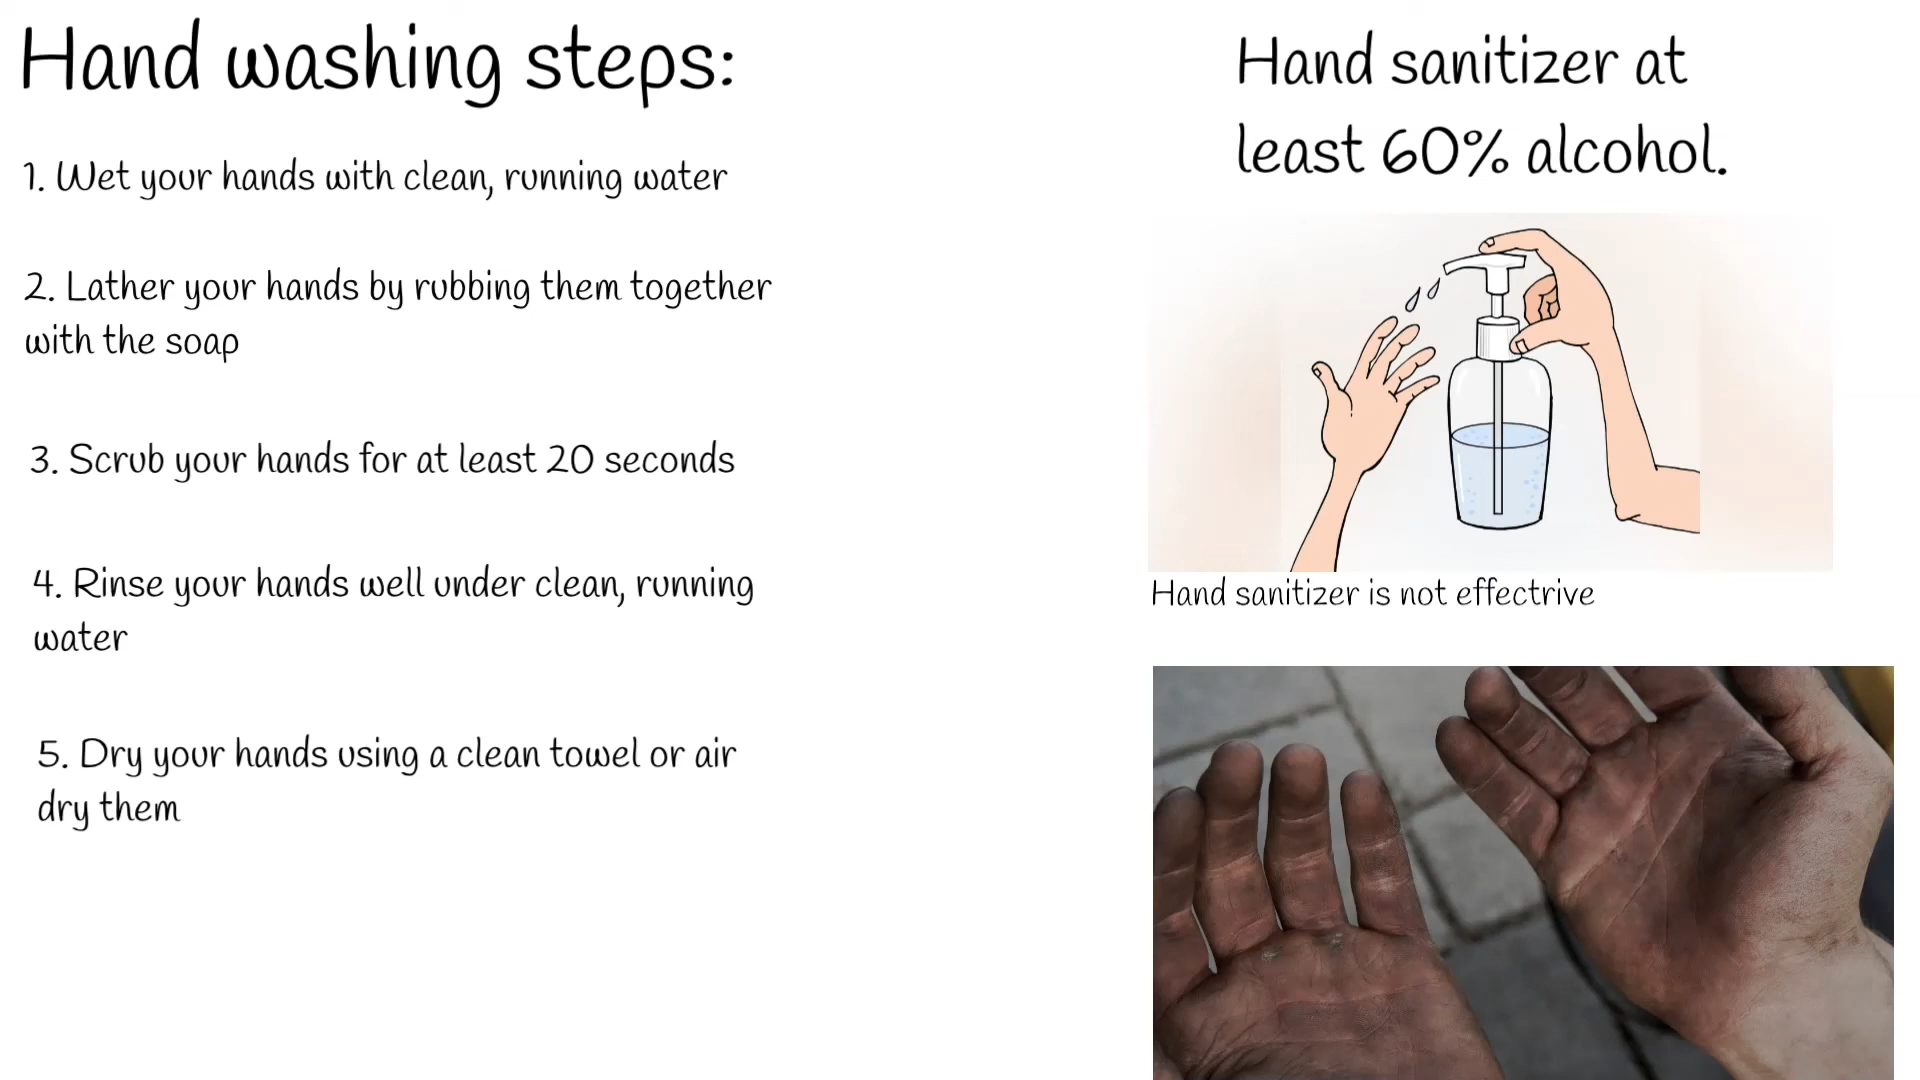 Hand washing steps:
1. Wet your hands with clean, running water
2. Lather your hands by rubbing them together
with the soap
3. Scrub your hands for at least 20 seconds
4. Rinse your hands well under clean, running
water
5. Dry your hands using a clean towel or air
dry them
Hand sanitizer at
least 60% alcohol.
Hand sanitizer is not effectrive